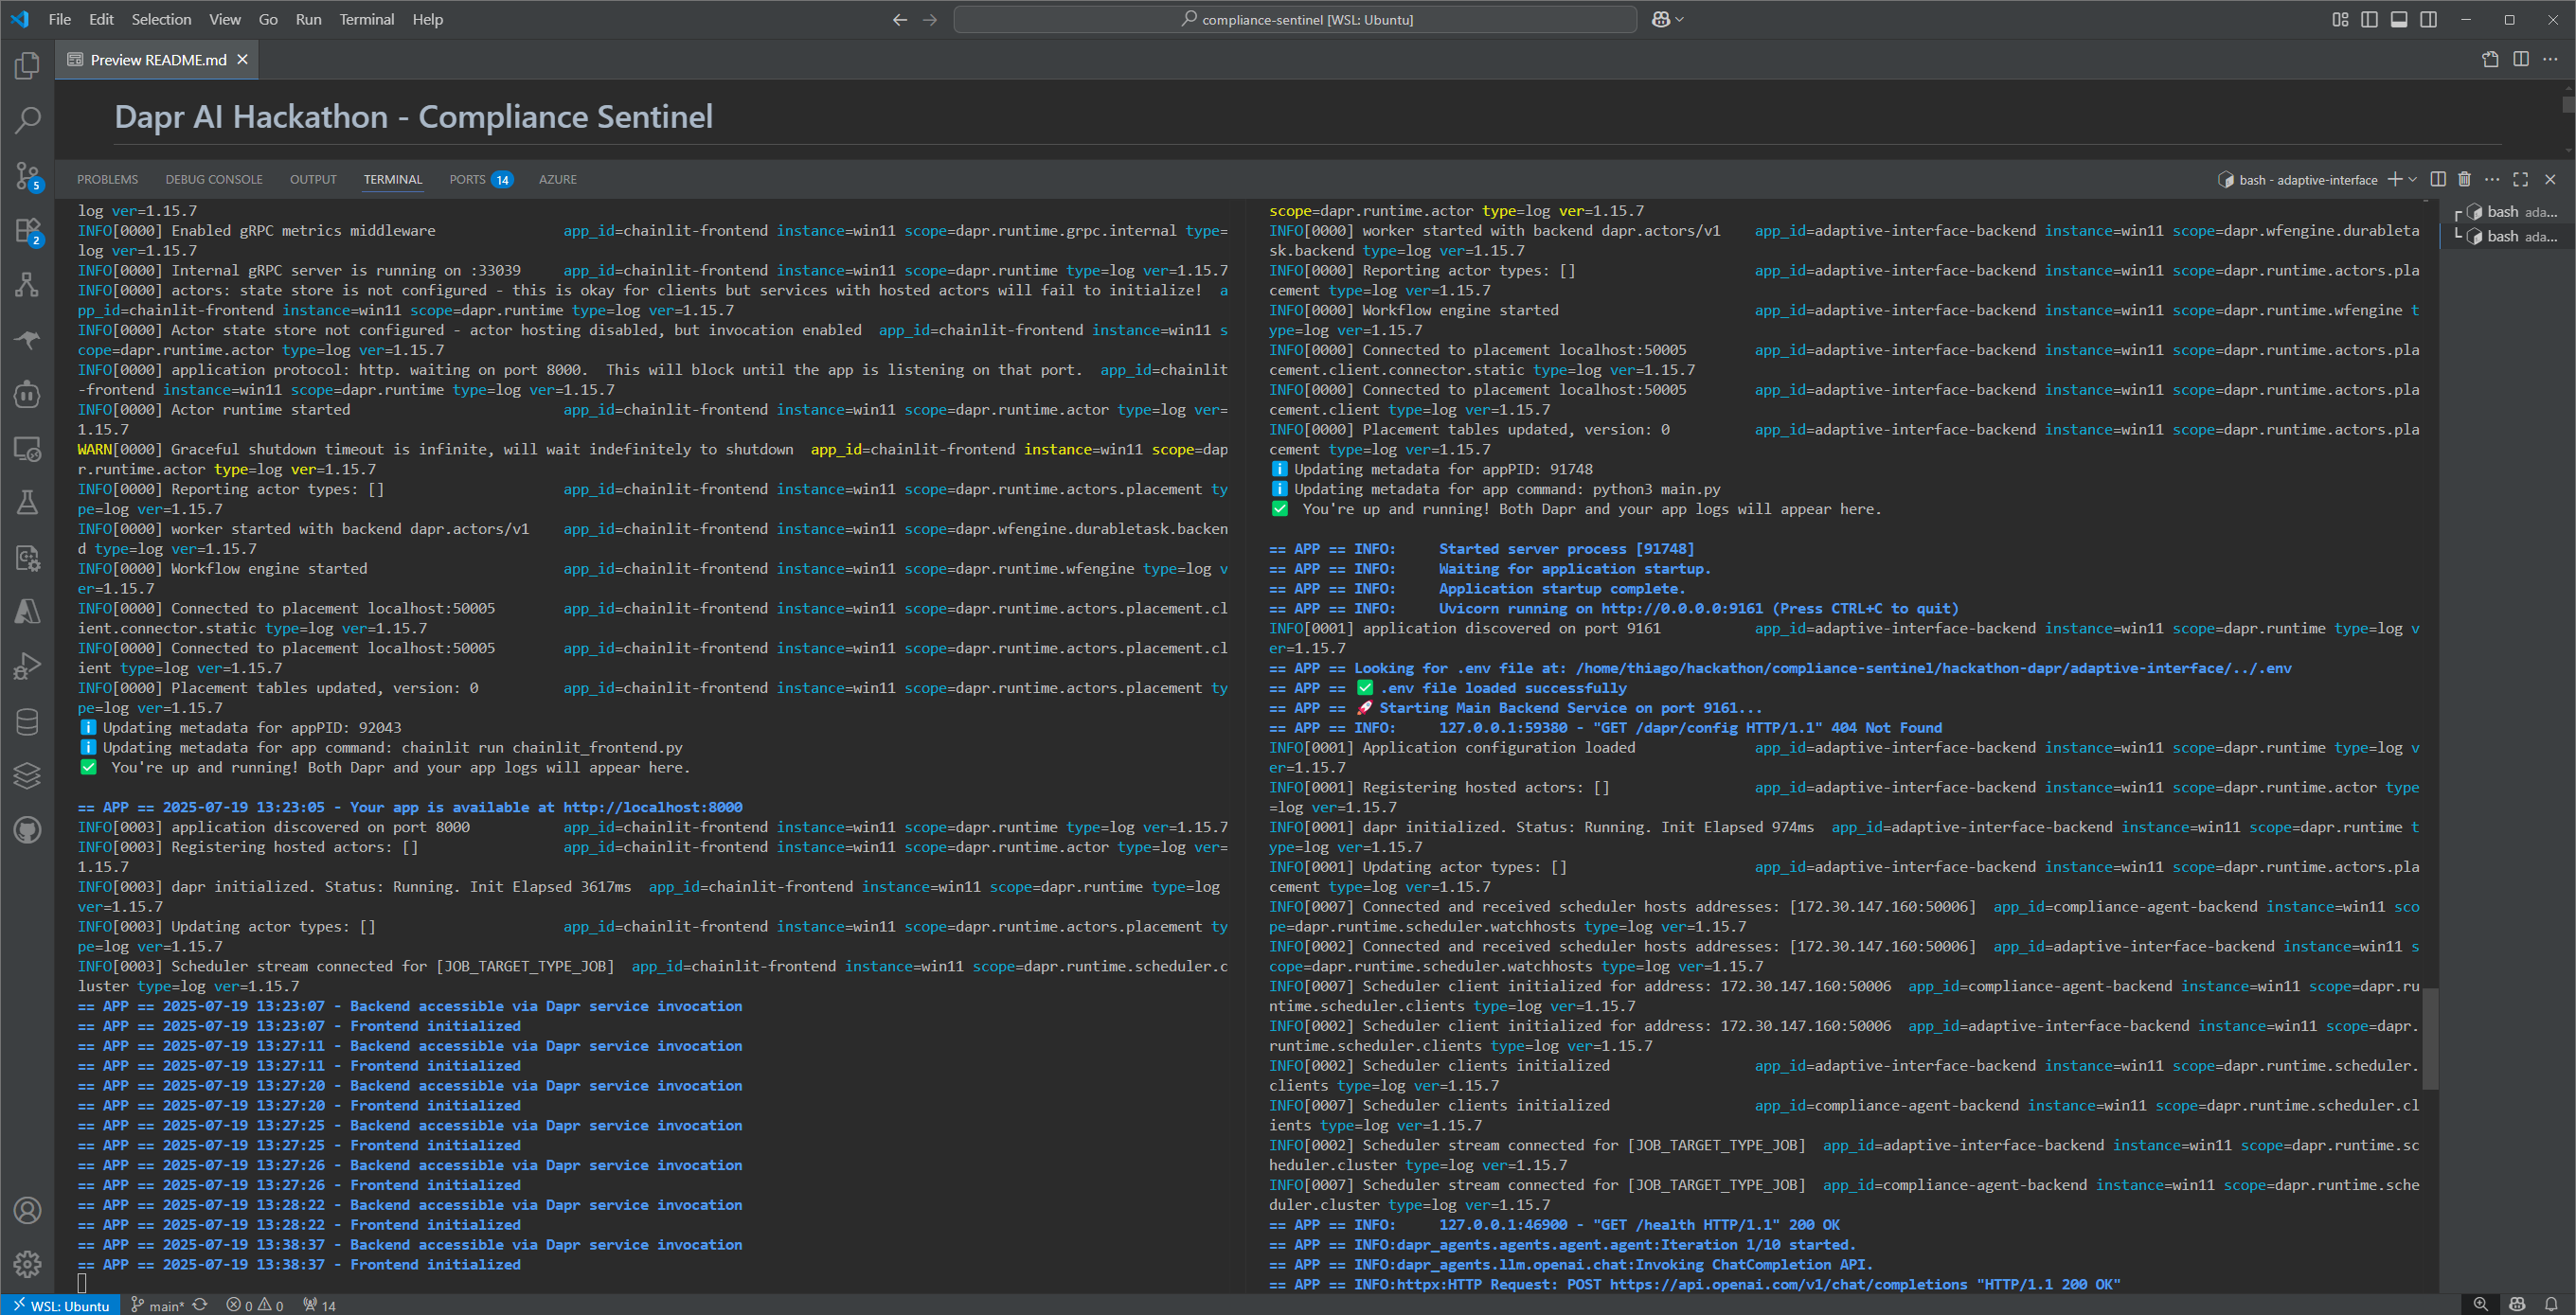 File Edit Selection View Go Run Terminal Help
compliance-sentinel [WSL: Ubuntu]
Preview README.md
Dapr AI Hackathon - Compliance Sentinel
PROBLEMS DEBUG CONSOLE OUTPUT TERMINAL PORTS 14 AZURE
bash - adaptive-interface
5
2
log ver=1.15.7
INFO[0000] Enabled gRPC metrics middleware app_id=chainlit-frontend instance=win11 scope=dapr.runtime.grpc.internal type=
log ver=1.15.7
INFO[0000] Internal gRPC server is running on :33039 app_id=chainlit-frontend instance=win11 scope=dapr.runtime type=log ver=1.15.7
INFO[0000] actors: state store is not configured - this is okay for clients but services with hosted actors will fail to initialize! a
pp_id=chainlit-frontend instance=win11 scope=dapr.runtime type=log ver=1.15.7
INFO[0000] Actor state store not configured - actor hosting disabled, but invocation enabled app_id=chainlit-frontend instance=win11 s
cope=dapr.runtime.actor type=log ver=1.15.7
INFO[0000] application protocol: http. waiting on port 8000. This will block until the app is listening on that port. app_id=chainlit
-frontend instance=win11 scope=dapr.runtime type=log ver=1.15.7
INFO[0000] Actor runtime started app_id=chainlit-frontend instance=win11 scope=dapr.runtime.actor type=log ver=
1.15.7
WARN[0000] Graceful shutdown timeout is infinite, will wait indefinitely to shutdown app_id=chainlit-frontend instance=win11 scope=dap
r.runtime.actor type=log ver=1.15.7
INFO[0000] Reporting actor types: [] app_id=chainlit-frontend instance=win11 scope=dapr.runtime.actors.placement ty
pe=log ver=1.15.7
INFO[0000] worker started with backend dapr.actors/v1 app_id=chainlit-frontend instance=win11 scope=dapr.wfengine.durabletask.backen
d type=log ver=1.15.7
INFO[0000] Workflow engine started app_id=chainlit-frontend instance=win11 scope=dapr.runtime.wfengine type=log v
er=1.15.7
INFO[0000] Connected to placement localhost:50005 app_id=chainlit-frontend instance=win11 scope=dapr.runtime.actors.placement.cl
ient.connector.static type=log ver=1.15.7
INFO[0000] Connected to placement localhost:50005 app_id=chainlit-frontend instance=win11 scope=dapr.runtime.actors.placement.cl
ient type=log ver=1.15.7
INFO[0000] Placement tables updated, version: 0 app_id=chainlit-frontend instance=win11 scope=dapr.runtime.actors.placement ty
pe=log ver=1.15.7
ℹ️ Updating metadata for appPID: 92043
ℹ️ Updating metadata for app command: chainlit run chainlit_frontend.py
✅ You're up and running! Both Dapr and your app logs will appear here.
== APP == 2025-07-19 13:23:05 - Your app is available at http://localhost:8000
INFO[0003] application discovered on port 8000 app_id=chainlit-frontend instance=win11 scope=dapr.runtime type=log ver=1.15.7
INFO[0003] Registering hosted actors: [] app_id=chainlit-frontend instance=win11 scope=dapr.runtime.actor type=log ver=
1.15.7
INFO[0003] dapr initialized. Status: Running. Init Elapsed 3617ms app_id=chainlit-frontend instance=win11 scope=dapr.runtime type=log
ver=1.15.7
INFO[0003] Updating actor types: [] app_id=chainlit-frontend instance=win11 scope=dapr.runtime.actors.placement ty
pe=log ver=1.15.7
INFO[0003] Scheduler stream connected for [JOB_TARGET_TYPE_JOB] app_id=chainlit-frontend instance=win11 scope=dapr.runtime.scheduler.c
luster type=log ver=1.15.7
== APP == 2025-07-19 13:23:07 - Backend accessible via Dapr service invocation
== APP == 2025-07-19 13:23:07 - Frontend initialized
== APP == 2025-07-19 13:27:11 - Backend accessible via Dapr service invocation
== APP == 2025-07-19 13:27:11 - Frontend initialized
== APP == 2025-07-19 13:27:20 - Backend accessible via Dapr service invocation
== APP == 2025-07-19 13:27:20 - Frontend initialized
== APP == 2025-07-19 13:27:25 - Backend accessible via Dapr service invocation
== APP == 2025-07-19 13:27:25 - Frontend initialized
== APP == 2025-07-19 13:27:26 - Backend accessible via Dapr service invocation
== APP == 2025-07-19 13:27:26 - Frontend initialized
== APP == 2025-07-19 13:28:22 - Backend accessible via Dapr service invocation
== APP == 2025-07-19 13:28:22 - Frontend initialized
== APP == 2025-07-19 13:38:37 - Backend accessible via Dapr service invocation
== APP == 2025-07-19 13:38:37 - Frontend initialized
scope=dapr.runtime.actor type=log ver=1.15.7
INFO[0000] worker started with backend dapr.actors/v1 app_id=adaptive-interface-backend instance=win11 scope=dapr.wfengine.durableta
sk.backend type=log ver=1.15.7
INFO[0000] Reporting actor types: [] app_id=adaptive-interface-backend instance=win11 scope=dapr.runtime.actors.pla
cement type=log ver=1.15.7
INFO[0000] Workflow engine started app_id=adaptive-interface-backend instance=win11 scope=dapr.runtime.wfengine t
ype=log ver=1.15.7
INFO[0000] Connected to placement localhost:50005 app_id=adaptive-interface-backend instance=win11 scope=dapr.runtime.actors.pla
cement.client.connector.static type=log ver=1.15.7
INFO[0000] Connected to placement localhost:50005 app_id=adaptive-interface-backend instance=win11 scope=dapr.runtime.actors.pla
cement.client type=log ver=1.15.7
INFO[0000] Placement tables updated, version: 0 app_id=adaptive-interface-backend instance=win11 scope=dapr.runtime.actors.pla
cement type=log ver=1.15.7
ℹ️ Updating metadata for appPID: 91748
ℹ️ Updating metadata for app command: python3 main.py
✅ You're up and running! Both Dapr and your app logs will appear here.
== APP == INFO: Started server process [91748]
== APP == INFO: Waiting for application startup.
== APP == INFO: Application startup complete.
== APP == INFO: Uvicorn running on http://0.0.0.0:9161 (Press CTRL+C to quit)
INFO[0001] application discovered on port 9161 app_id=adaptive-interface-backend instance=win11 scope=dapr.runtime type=log v
er=1.15.7
== APP == Looking for .env file at: /home/thiago/hackathon/compliance-sentinel/hackathon-dapr/adaptive-interface/../.env
== APP == ✅ .env file loaded successfully
== APP == 🚀 Starting Main Backend Service on port 9161...
== APP == INFO: 127.0.0.1:59380 - "GET /dapr/config HTTP/1.1" 404 Not Found
INFO[0001] Application configuration loaded app_id=adaptive-interface-backend instance=win11 scope=dapr.runtime type=log v
er=1.15.7
INFO[0001] Registering hosted actors: [] app_id=adaptive-interface-backend instance=win11 scope=dapr.runtime.actor type
=log ver=1.15.7
INFO[0001] dapr initialized. Status: Running. Init Elapsed 974ms app_id=adaptive-interface-backend instance=win11 scope=dapr.runtime t
ype=log ver=1.15.7
INFO[0001] Updating actor types: [] app_id=adaptive-interface-backend instance=win11 scope=dapr.runtime.actors.pla
cement type=log ver=1.15.7
INFO[0007] Connected and received scheduler hosts addresses: [172.30.147.160:50006] app_id=compliance-agent-backend instance=win11 sco
pe=dapr.runtime.scheduler.watchhosts type=log ver=1.15.7
INFO[0002] Connected and received scheduler hosts addresses: [172.30.147.160:50006] app_id=adaptive-interface-backend instance=win11 s
cope=dapr.runtime.scheduler.watchhosts type=log ver=1.15.7
INFO[0007] Scheduler client initialized for address: 172.30.147.160:50006 app_id=compliance-agent-backend instance=win11 scope=dapr.ru
ntime.scheduler.clients type=log ver=1.15.7
INFO[0002] Scheduler client initialized for address: 172.30.147.160:50006 app_id=adaptive-interface-backend instance=win11 scope=dapr.
runtime.scheduler.clients type=log ver=1.15.7
INFO[0002] Scheduler clients initialized app_id=adaptive-interface-backend instance=win11 scope=dapr.runtime.scheduler.
clients type=log ver=1.15.7
INFO[0007] Scheduler clients initialized app_id=compliance-agent-backend instance=win11 scope=dapr.runtime.scheduler.cl
ients type=log ver=1.15.7
INFO[0002] Scheduler stream connected for [JOB_TARGET_TYPE_JOB] app_id=adaptive-interface-backend instance=win11 scope=dapr.runtime.sc
heduler.cluster type=log ver=1.15.7
INFO[0007] Scheduler stream connected for [JOB_TARGET_TYPE_JOB] app_id=compliance-agent-backend instance=win11 scope=dapr.runtime.sche
duler.cluster type=log ver=1.15.7
== APP == INFO: 127.0.0.1:46900 - "GET /health HTTP/1.1" 200 OK
== APP == INFO:dapr_agents.agents.agent.agent:Iteration 1/10 started.
== APP == INFO:dapr_agents.llm.openai.chat:Invoking ChatCompletion API.
== APP == INFO:httpx:HTTP Request: POST https://api.openai.com/v1/chat/completions "HTTP/1.1 200 OK"
bash ada...
bash ada...
WSL: Ubuntu main* 0 0 14